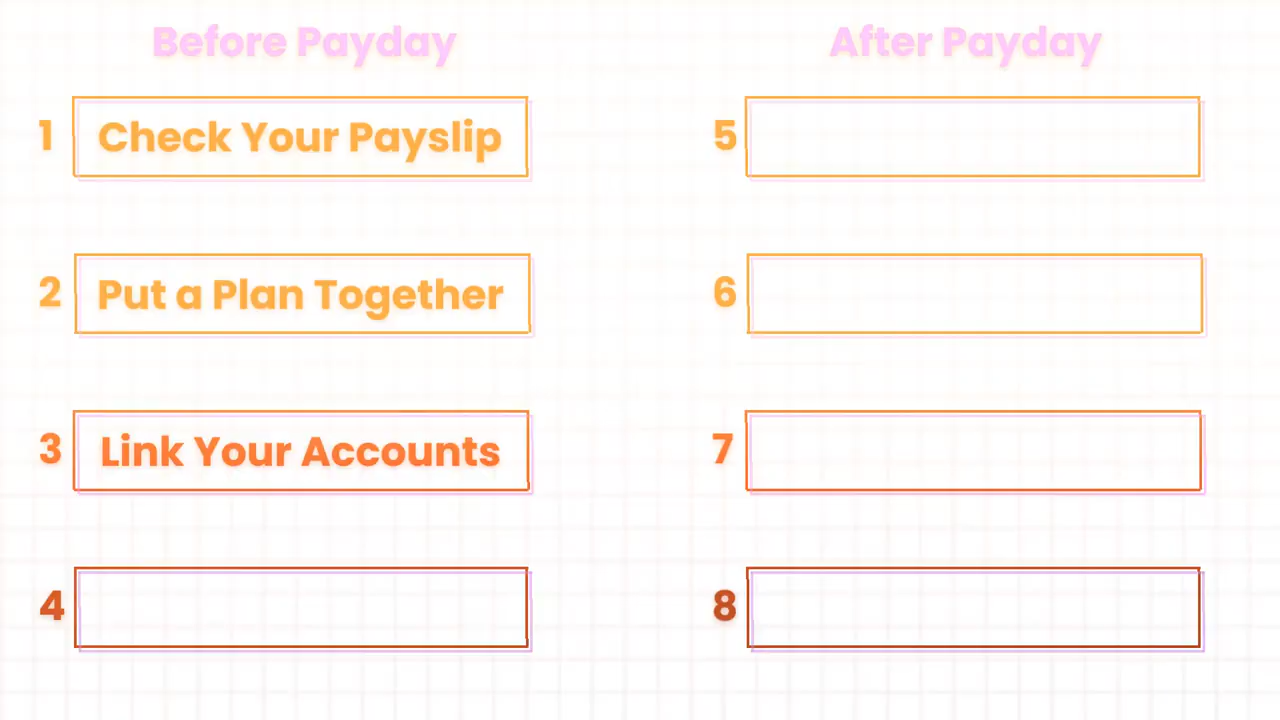 Before Payday
1 Check Your Payslip
2 Put a Plan Together
3 Link Your Accounts
4
After Payday
5
6
7
8